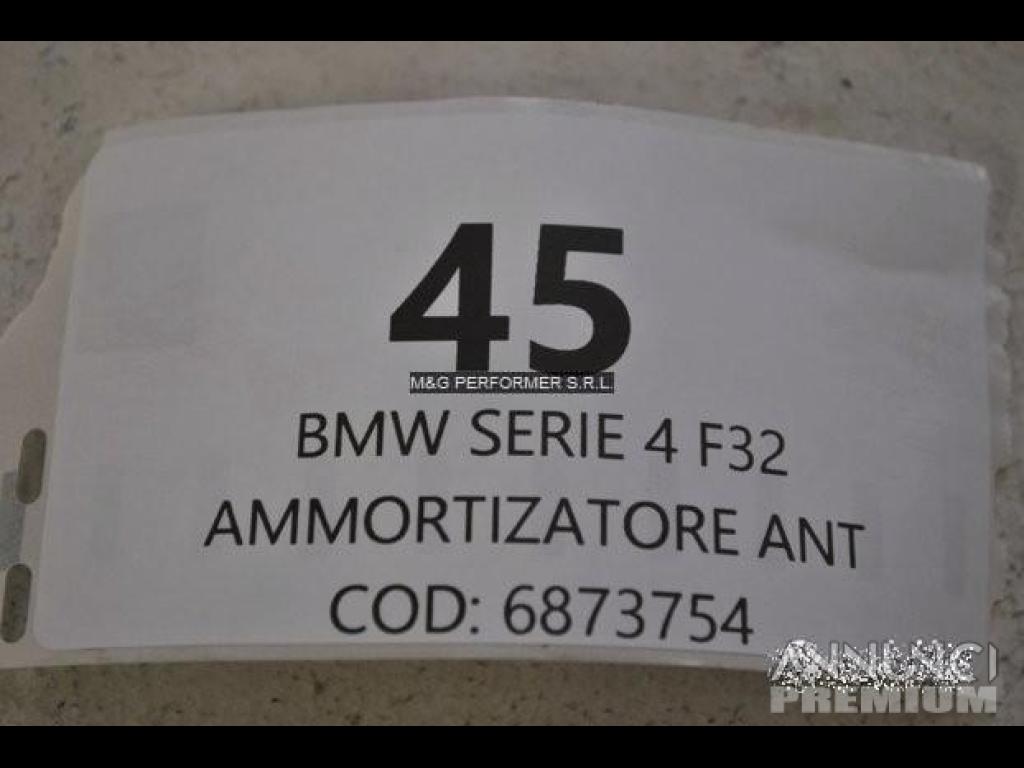 45
M&G PERFORMER S.R.L.
BMW SERIE 4 F32
AMMORTIZATORE ANT
COD: 6873754
ANNUNCI
PREMIUM